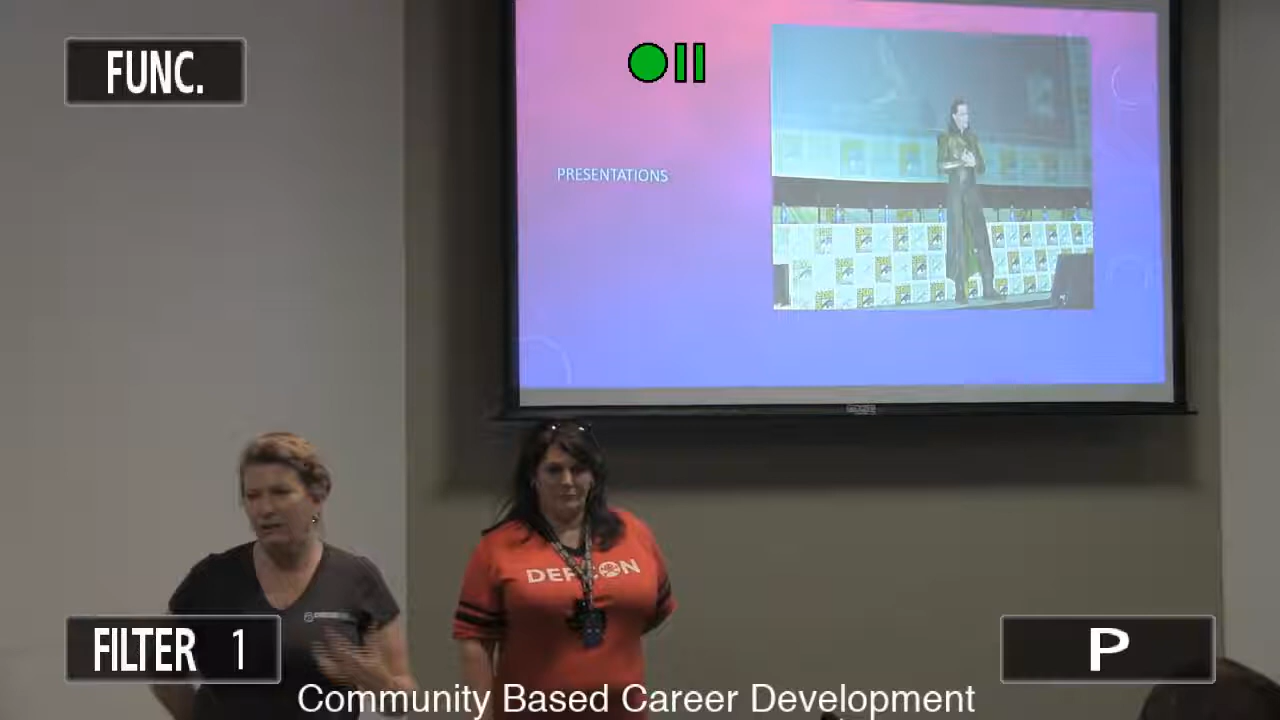 FUNC.
PRESENTATIONS
DEFCON
FILTER 1
P
Community Based Career Development